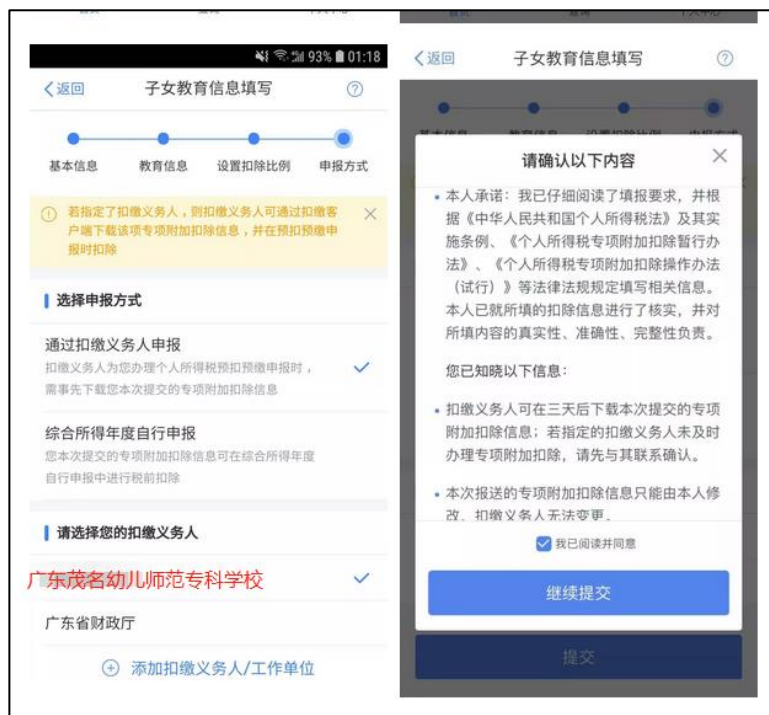 93% 01:18
返回
子女教育信息填写
基本信息
教育信息
设置扣除比例
申报方式
若指定了扣缴义务人,则扣缴义务人可通过扣缴客
户端下载该项专项附加扣除信息,并在预扣预缴申
报时扣除
选择申报方式
通过扣缴义务人申报
扣缴义务人为您办理个人所得税预扣预缴申报时,
需事先下载您本次提交的专项附加扣除信息
综合所得年度自行申报
您本次提交的专项附加扣除信息可在综合所得年度
自行申报中进行税前扣除
请选择您的扣缴义务人
广东茂名幼儿师范专科学校
广东省财政厅
添加扣缴义务人/工作单位
返回
子女教育信息填写
请确认以下内容
• 本人承诺:我已仔细阅读了填报要求,并根
据《中华人民共和国个人所得税法》及其实
施条例、《个人所得税专项附加扣除暂行办
法》、《个人所得税专项附加扣除操作办法
(试行)》等法律法规规定填写相关信息。
本人已就所填的扣除信息进行了核实,并对
所填内容的真实性、准确性、完整性负责。
您已知晓以下信息:
• 扣缴义务人可在三天后下载本次提交的专项
附加扣除信息;若指定的扣缴义务人未及时
办理专项附加扣除,请先与其联系确认。
• 本次报送的专项附加扣除信息只能由本人修
改,扣缴义务人无法变更。
我已阅读并同意
继续提交
提交